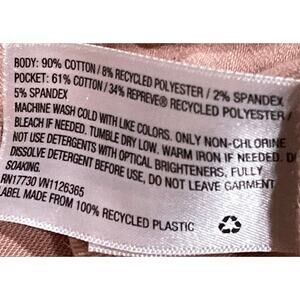 BODY: 90% COTTON / 8% RECYCLED POLYESTER / 2% SPANDEX
POCKET: 61% COTTON / 34% REPREVE® RECYCLED POLYESTER /
5% SPANDEX
MACHINE WASH COLD WITH LIKE COLORS. ONLY NON-CHLORINE
BLEACH IF NEEDED. TUMBLE DRY LOW. WARM IRON IF NEEDED.
NOT USE DETERGENTS WITH OPTICAL BRIGHTENERS, FULLY
DISSOLVE DETERGENT BEFORE USE, DO NOT LEAVE GARMENT
SOAKING.
RN17730 VN1126365
LABEL MADE FROM 100% RECYCLED PLASTIC